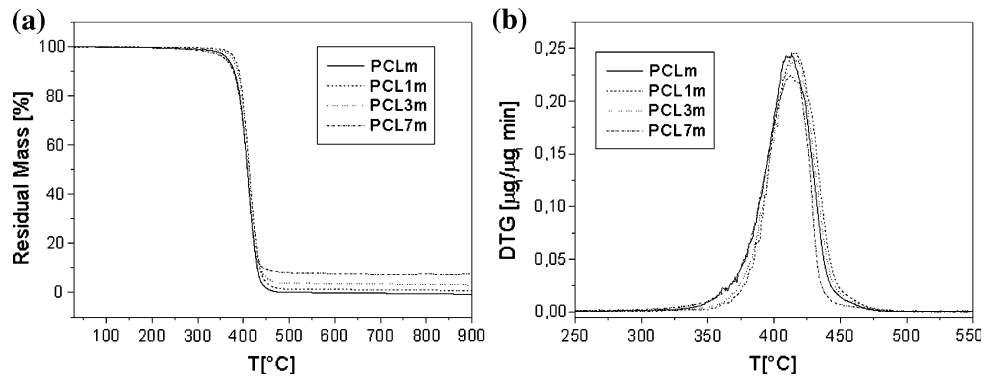 (a)
Residual Mass [%]
100
80
60
40
20
0
PCLm
PCL1m
PCL3m
PCL7m
100 200 300 400 500 600 700 800 900
T[°C]
(b)
DTG [µg/µg min]
0,25
0,20
0,15
0,10
0,05
0,00
PCLm
PCL1m
PCL3m
PCL7m
250 300 350 400 450 500 550
T[°C]